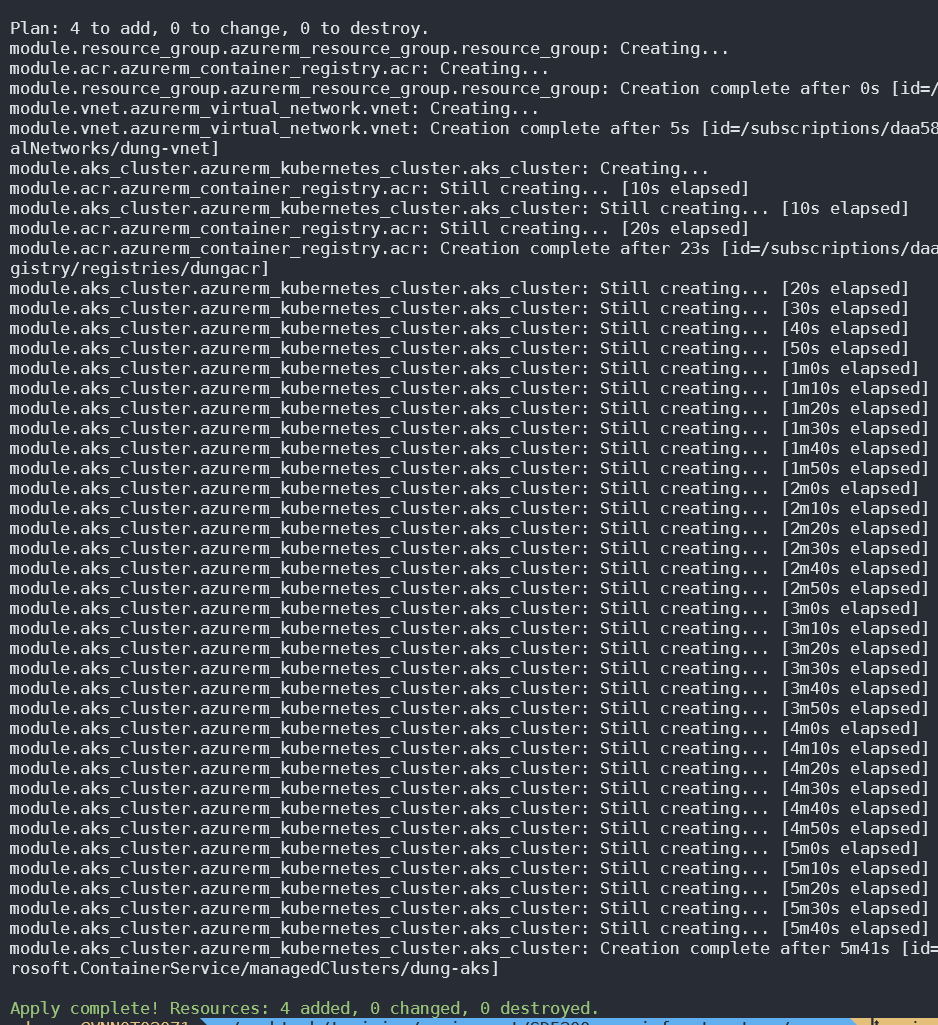 Plan: 4 to add, 0 to change, 0 to destroy.
module.resource_group.azurerm_resource_group.resource_group: Creating...
module.acr.azurerm_container_registry.acr: Creating...
module.resource_group.azurerm_resource_group.resource_group: Creation complete after 0s [id=/
module.vnet.azurerm_virtual_network.vnet: Creating...
module.vnet.azurerm_virtual_network.vnet: Creation complete after 5s [id=/subscriptions/daa58
alNetworks/dung-vnet]
module.aks_cluster.azurerm_kubernetes_cluster.aks_cluster: Creating...
module.acr.azurerm_container_registry.acr: Still creating... [10s elapsed]
module.aks_cluster.azurerm_kubernetes_cluster.aks_cluster: Still creating... [10s elapsed]
module.acr.azurerm_container_registry.acr: Still creating... [20s elapsed]
module.acr.azurerm_container_registry.acr: Creation complete after 23s [id=/subscriptions/daa
gistry/registries/dungacr]
module.aks_cluster.azurerm_kubernetes_cluster.aks_cluster: Still creating... [20s elapsed]
module.aks_cluster.azurerm_kubernetes_cluster.aks_cluster: Still creating... [30s elapsed]
module.aks_cluster.azurerm_kubernetes_cluster.aks_cluster: Still creating... [40s elapsed]
module.aks_cluster.azurerm_kubernetes_cluster.aks_cluster: Still creating... [50s elapsed]
module.aks_cluster.azurerm_kubernetes_cluster.aks_cluster: Still creating... [1m0s elapsed]
module.aks_cluster.azurerm_kubernetes_cluster.aks_cluster: Still creating... [1m10s elapsed]
module.aks_cluster.azurerm_kubernetes_cluster.aks_cluster: Still creating... [1m20s elapsed]
module.aks_cluster.azurerm_kubernetes_cluster.aks_cluster: Still creating... [1m30s elapsed]
module.aks_cluster.azurerm_kubernetes_cluster.aks_cluster: Still creating... [1m40s elapsed]
module.aks_cluster.azurerm_kubernetes_cluster.aks_cluster: Still creating... [1m50s elapsed]
module.aks_cluster.azurerm_kubernetes_cluster.aks_cluster: Still creating... [2m0s elapsed]
module.aks_cluster.azurerm_kubernetes_cluster.aks_cluster: Still creating... [2m10s elapsed]
module.aks_cluster.azurerm_kubernetes_cluster.aks_cluster: Still creating... [2m20s elapsed]
module.aks_cluster.azurerm_kubernetes_cluster.aks_cluster: Still creating... [2m30s elapsed]
module.aks_cluster.azurerm_kubernetes_cluster.aks_cluster: Still creating... [2m40s elapsed]
module.aks_cluster.azurerm_kubernetes_cluster.aks_cluster: Still creating... [2m50s elapsed]
module.aks_cluster.azurerm_kubernetes_cluster.aks_cluster: Still creating... [3m0s elapsed]
module.aks_cluster.azurerm_kubernetes_cluster.aks_cluster: Still creating... [3m10s elapsed]
module.aks_cluster.azurerm_kubernetes_cluster.aks_cluster: Still creating... [3m20s elapsed]
module.aks_cluster.azurerm_kubernetes_cluster.aks_cluster: Still creating... [3m30s elapsed]
module.aks_cluster.azurerm_kubernetes_cluster.aks_cluster: Still creating... [3m40s elapsed]
module.aks_cluster.azurerm_kubernetes_cluster.aks_cluster: Still creating... [3m50s elapsed]
module.aks_cluster.azurerm_kubernetes_cluster.aks_cluster: Still creating... [4m0s elapsed]
module.aks_cluster.azurerm_kubernetes_cluster.aks_cluster: Still creating... [4m10s elapsed]
module.aks_cluster.azurerm_kubernetes_cluster.aks_cluster: Still creating... [4m20s elapsed]
module.aks_cluster.azurerm_kubernetes_cluster.aks_cluster: Still creating... [4m30s elapsed]
module.aks_cluster.azurerm_kubernetes_cluster.aks_cluster: Still creating... [4m40s elapsed]
module.aks_cluster.azurerm_kubernetes_cluster.aks_cluster: Still creating... [4m50s elapsed]
module.aks_cluster.azurerm_kubernetes_cluster.aks_cluster: Still creating... [5m0s elapsed]
module.aks_cluster.azurerm_kubernetes_cluster.aks_cluster: Still creating... [5m10s elapsed]
module.aks_cluster.azurerm_kubernetes_cluster.aks_cluster: Still creating... [5m20s elapsed]
module.aks_cluster.azurerm_kubernetes_cluster.aks_cluster: Still creating... [5m30s elapsed]
module.aks_cluster.azurerm_kubernetes_cluster.aks_cluster: Still creating... [5m40s elapsed]
module.aks_cluster.azurerm_kubernetes_cluster.aks_cluster: Creation complete after 5m41s [id=
rosoft.ContainerService/managedClusters/dung-aks]
Apply complete! Resources: 4 added, 0 changed, 0 destroyed.